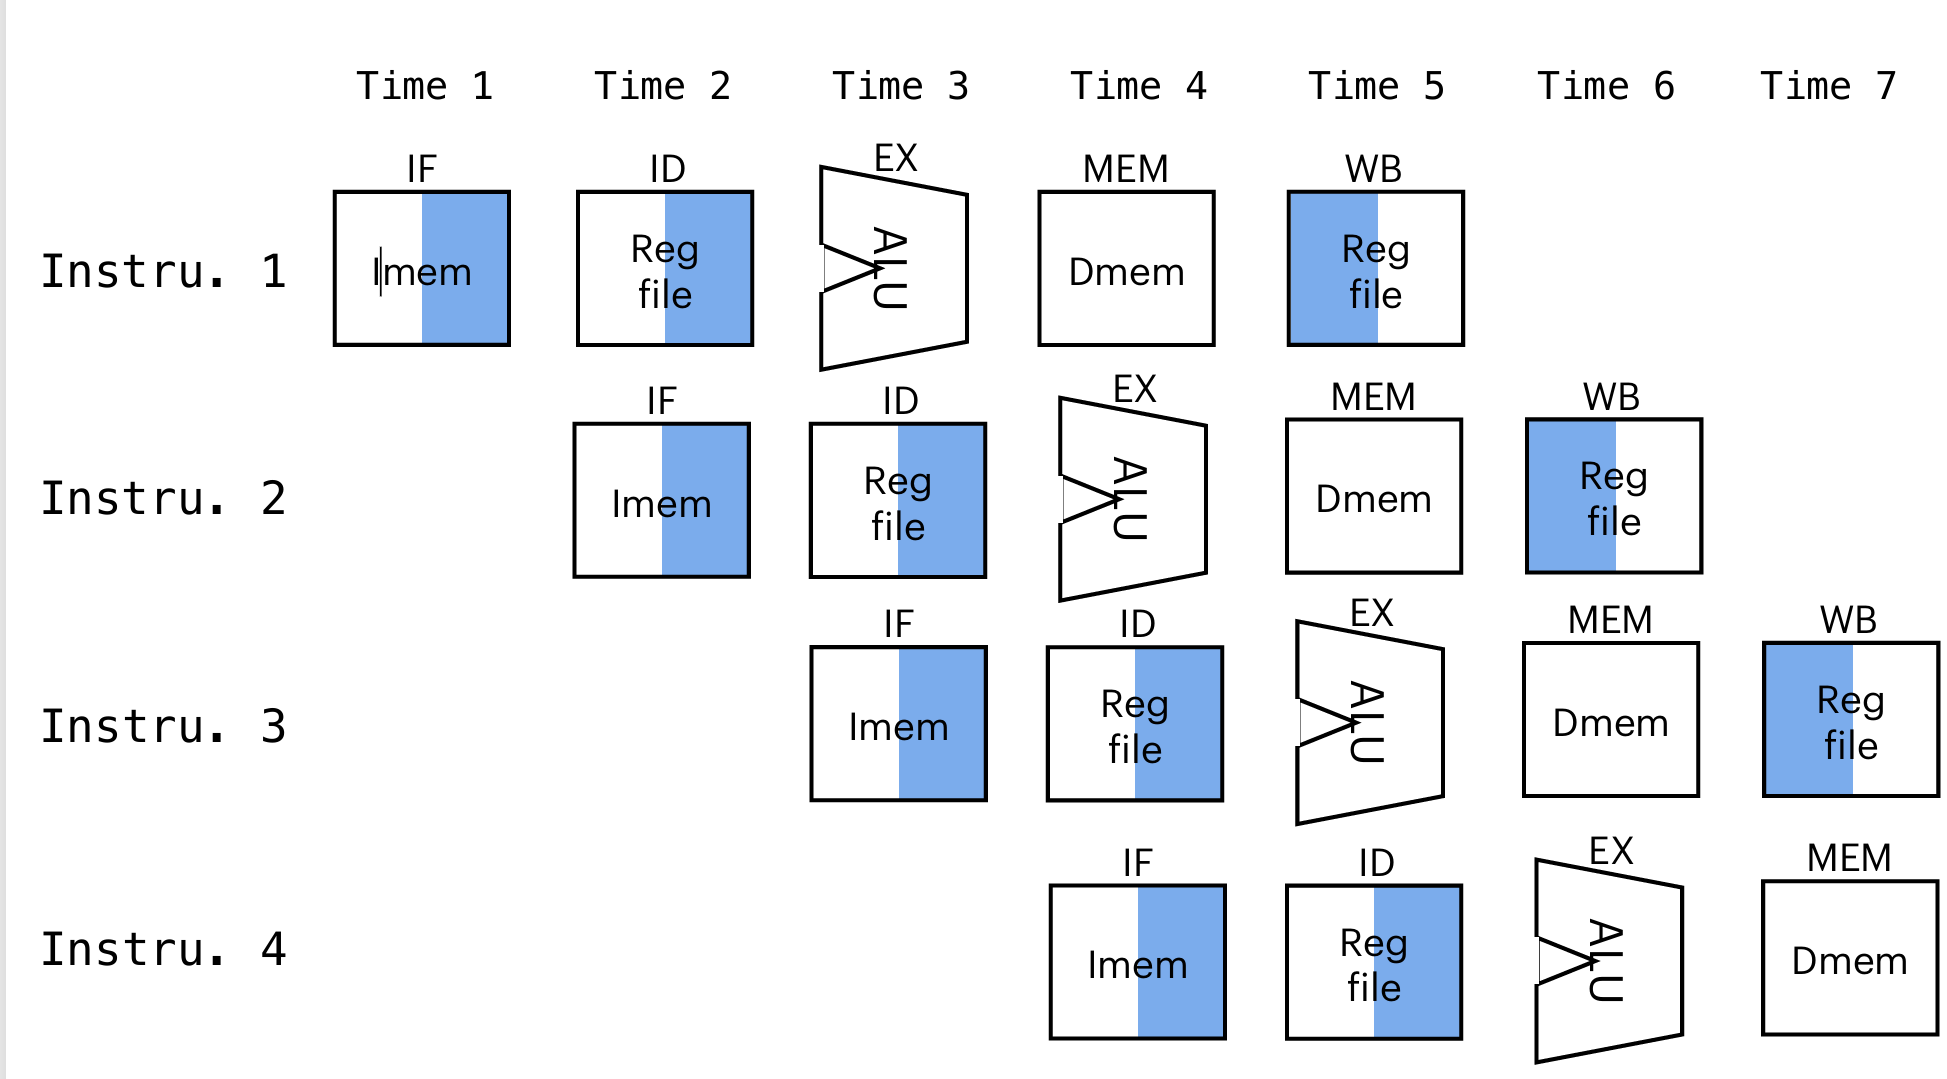 Time 1 Time 2 Time 3 Time 4 Time 5 Time 6 Time 7
IF ID EX MEM WB
Instru. 1 Imem Reg file ALU Dmem Reg file
IF ID EX MEM WB
Instru. 2 Imem Reg file ALU Dmem Reg file
IF ID EX MEM WB
Instru. 3 Imem Reg file ALU Dmem Reg file
IF ID EX MEM
Instru. 4 Imem Reg file ALU Dmem